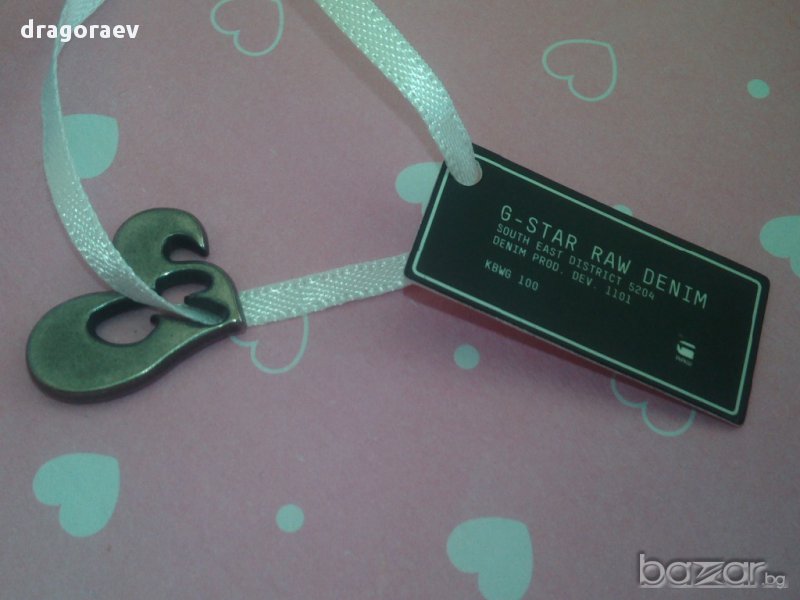 dragoraev
G-STAR RAW DENIM
SOUTH EAST DISTRICT 5204
DENIM PROD. DEV. 1101
KBWG 100
bazar.bg